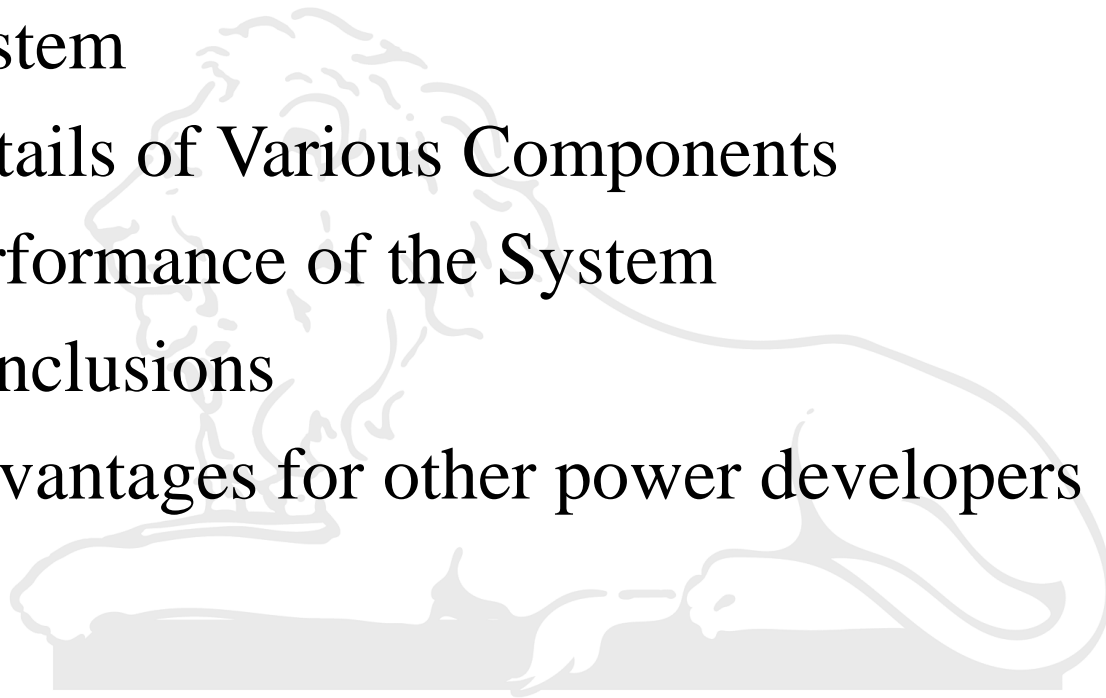 stem
tails of Various Components
rformance of the System
nclusions
vantages for other power developers